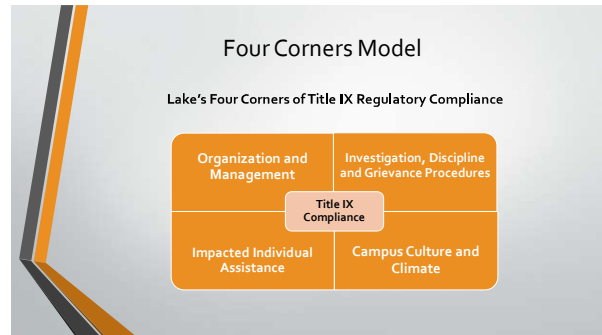 Four Corners Model
Lake's Four Corners of Title IX Regulatory Compliance
Organization and
Management
Investigation, Discipline
and Grievance Procedures
Title IX
Compliance
Impacted Individual
Assistance
Campus Culture and
Climate